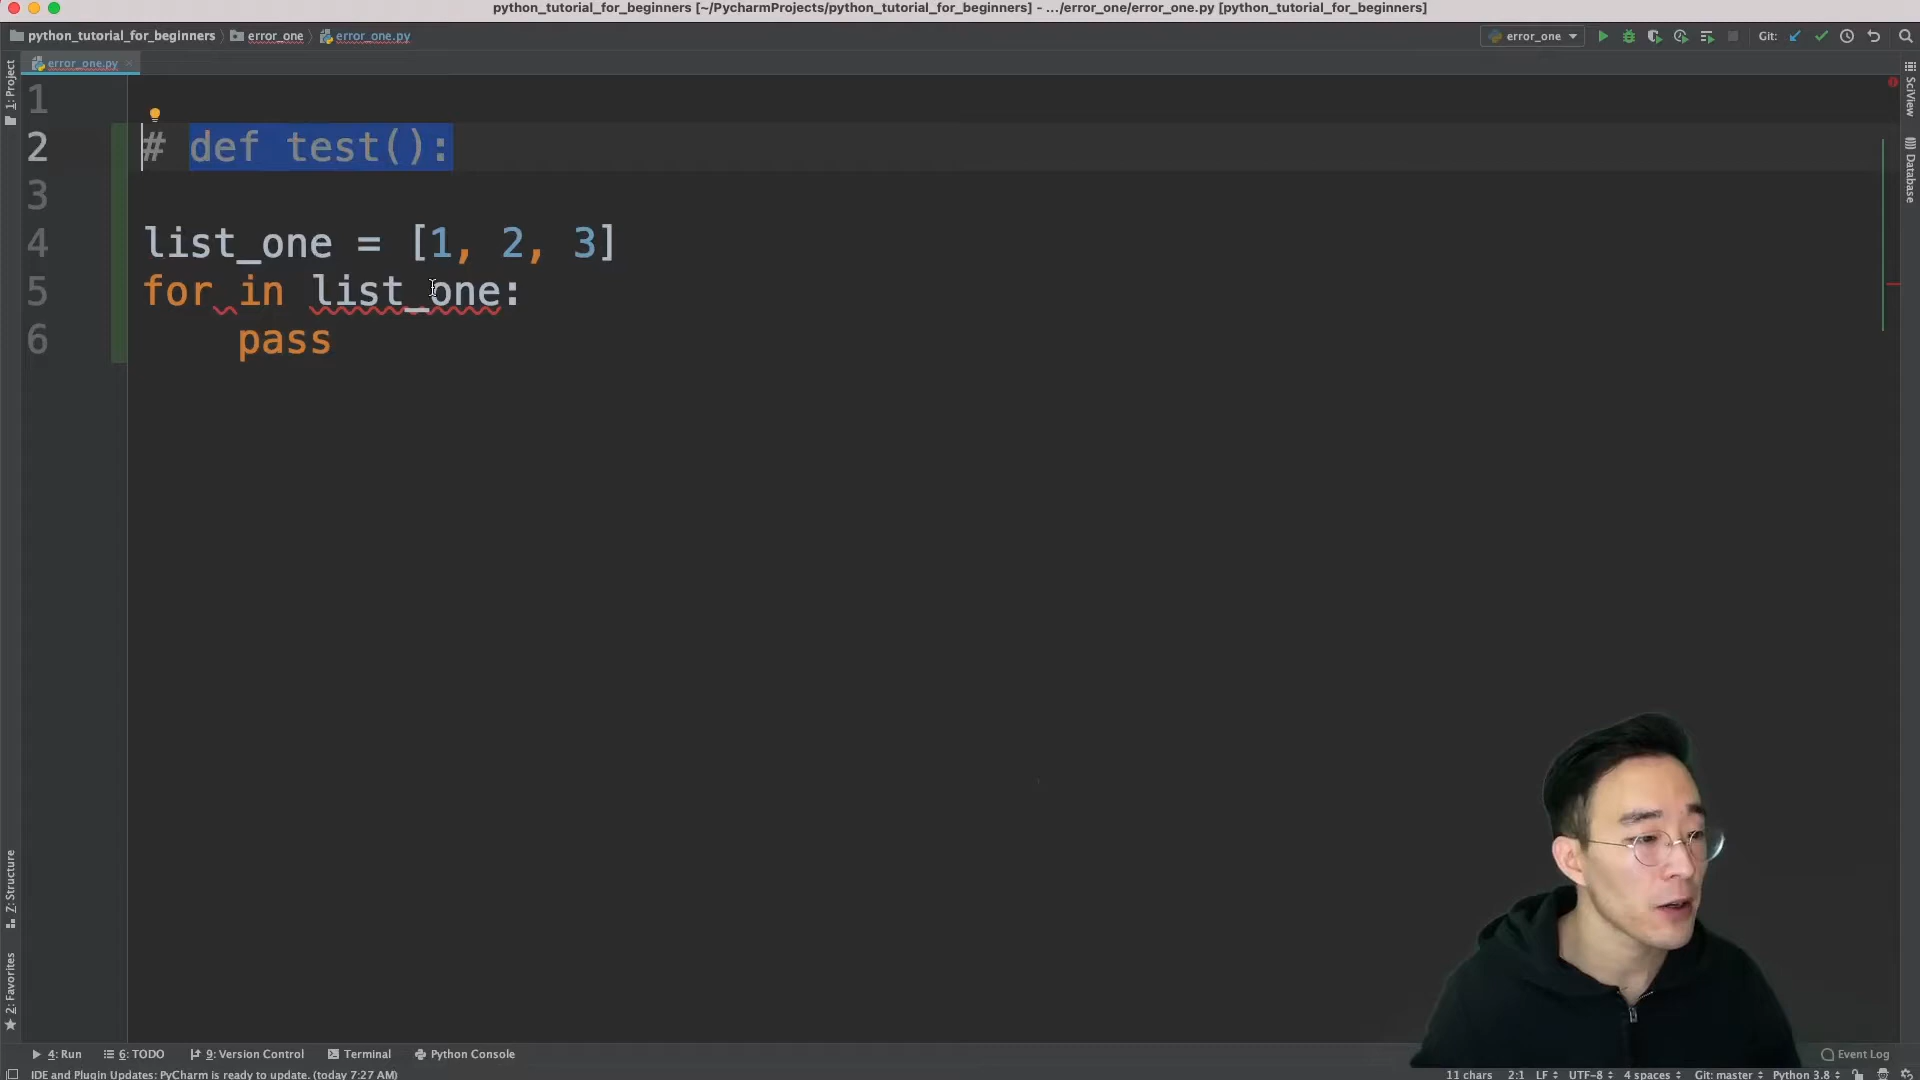 python_tutorial_for_beginners [~/PycharmProjects/python_tutorial_for_beginners] - .../error_one/error_one.py [python_tutorial_for_beginners]
python_tutorial_for_beginners error_one error_one.py
error_one
Git:
error_one.py
1: Project
SciView
Database
1
2 # def test():
3
4 list_one = [1, 2, 3]
5 for in list_one:
6 pass
Z: Structure
2: Favorites
4: Run 6: TODO 9: Version Control Terminal Python Console
Event Log
IDE and Plugin Updates: PyCharm is ready to update. (today 7:27 AM)
11 chars 2:1 LF UTF-8 4 spaces Git: master Python 3.8